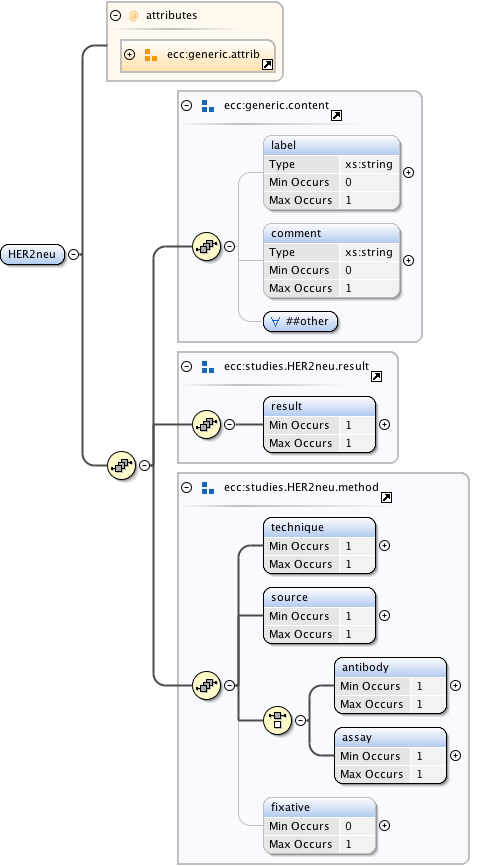 @ attributes
ecc:generic.attrib
ecc:generic.content
label
Type xs:string
Min Occurs 0
Max Occurs 1
comment
Type xs:string
Min Occurs 0
Max Occurs 1
∀ ##other
HER2neu
ecc:studies.HER2neu.result
result
Min Occurs 1
Max Occurs 1
ecc:studies.HER2neu.method
technique
Min Occurs 1
Max Occurs 1
source
Min Occurs 1
Max Occurs 1
antibody
Min Occurs 1
Max Occurs 1
assay
Min Occurs 1
Max Occurs 1
fixative
Min Occurs 0
Max Occurs 1